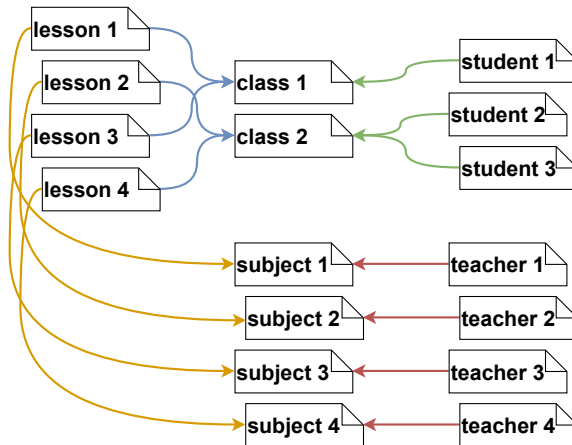 lesson 1
lesson 2
lesson 3
lesson 4
class 1
class 2
student 1
student 2
student 3
subject 1
subject 2
subject 3
subject 4
teacher 1
teacher 2
teacher 3
teacher 4